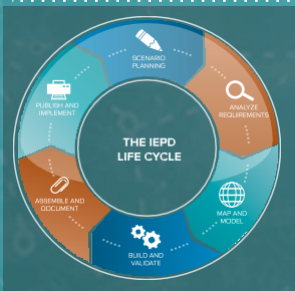 SCENARIO
PLANNING
ANALYZE
REQUIREMENTS
MAP AND
MODEL
BUILD AND
VALIDATE
ASSEMBLE AND
DOCUMENT
PUBLISH AND
IMPLEMENT
THE IEPD
LIFE CYCLE